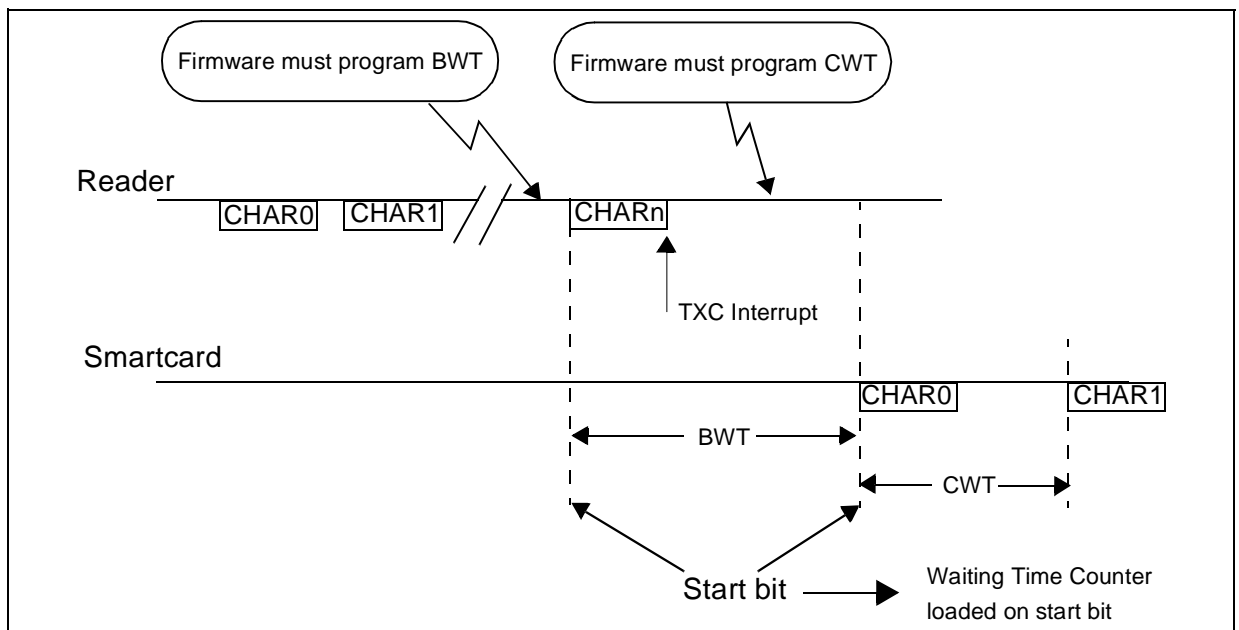 Firmware must program BWT
Firmware must program CWT
Reader
CHAR0
CHAR1
CHARn
TXC Interrupt
Smartcard
CHAR0
CHAR1
BWT
CWT
Start bit
Waiting Time Counter
loaded on start bit